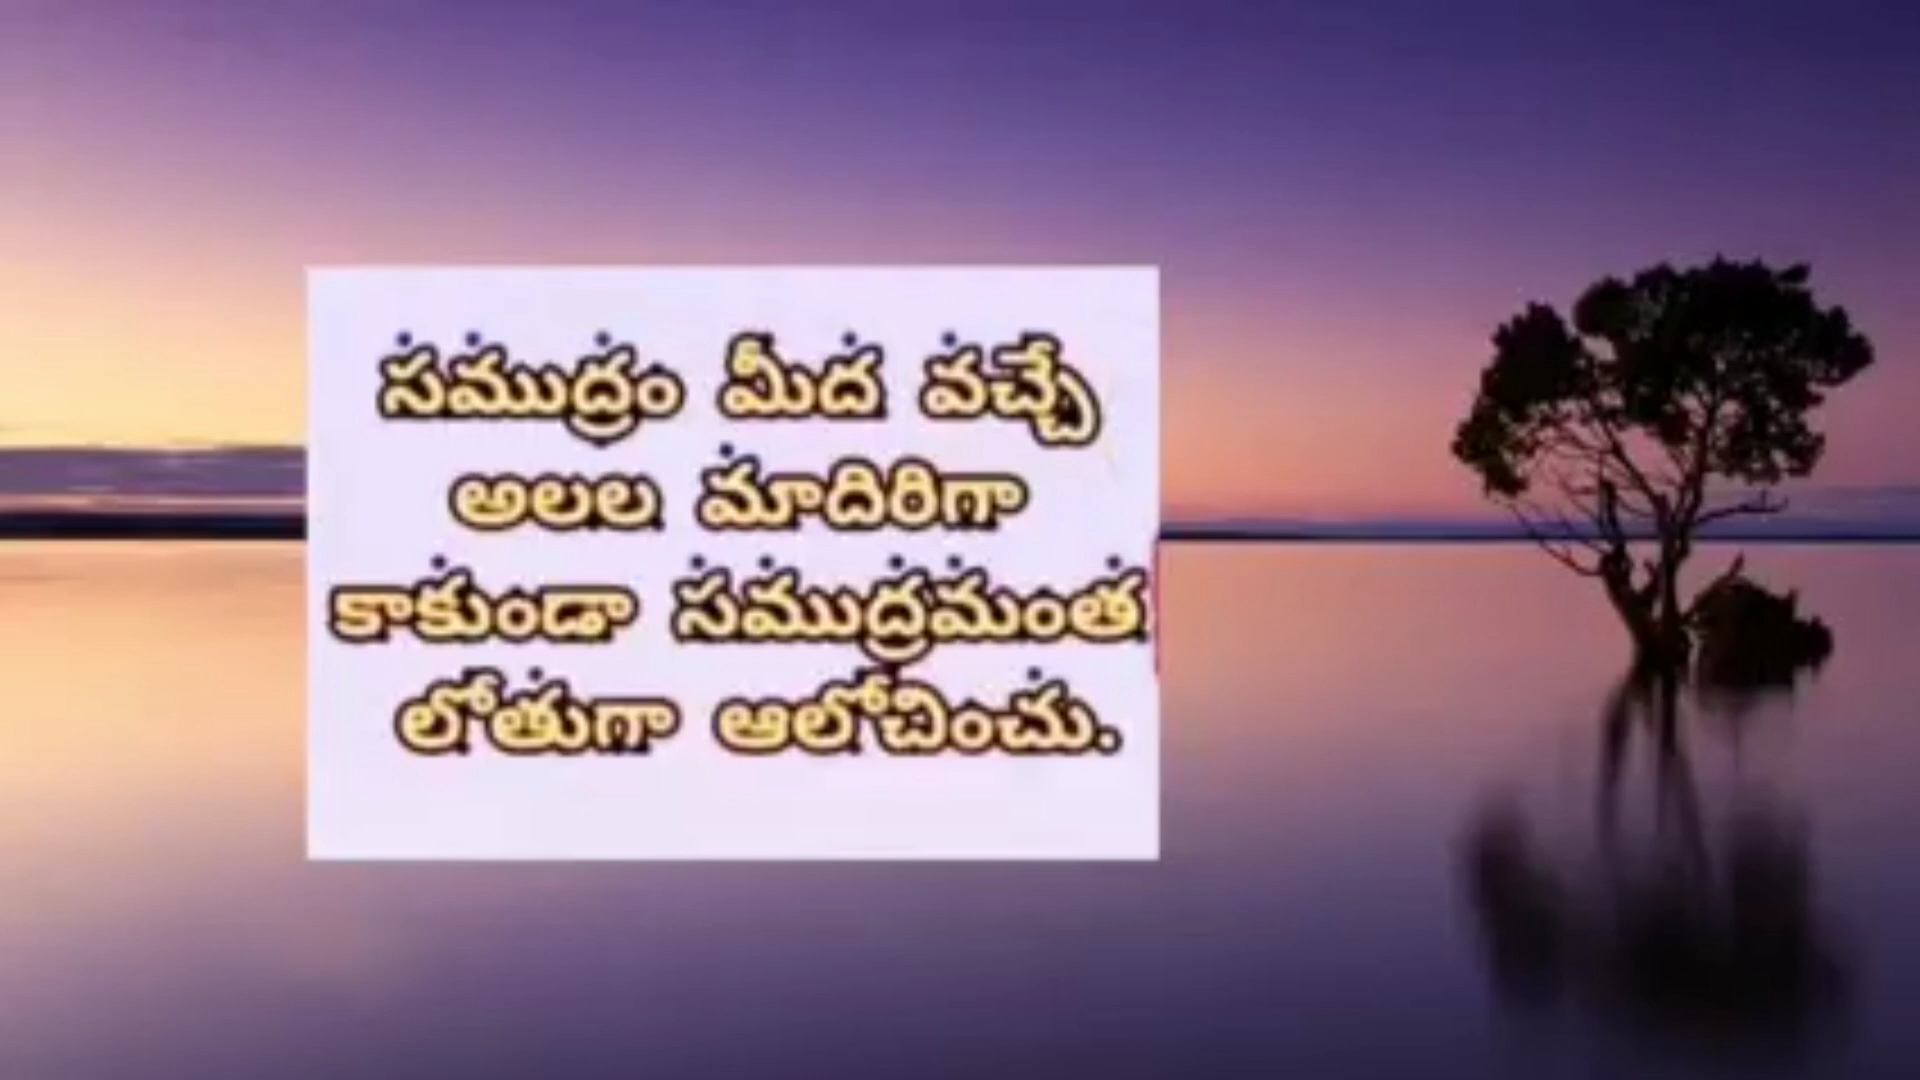 సముద్రం మీద వచ్చే
అలల మాదిరిగా
కాకుండా సముద్రమంత
లోతుగా ఆలోచించు.